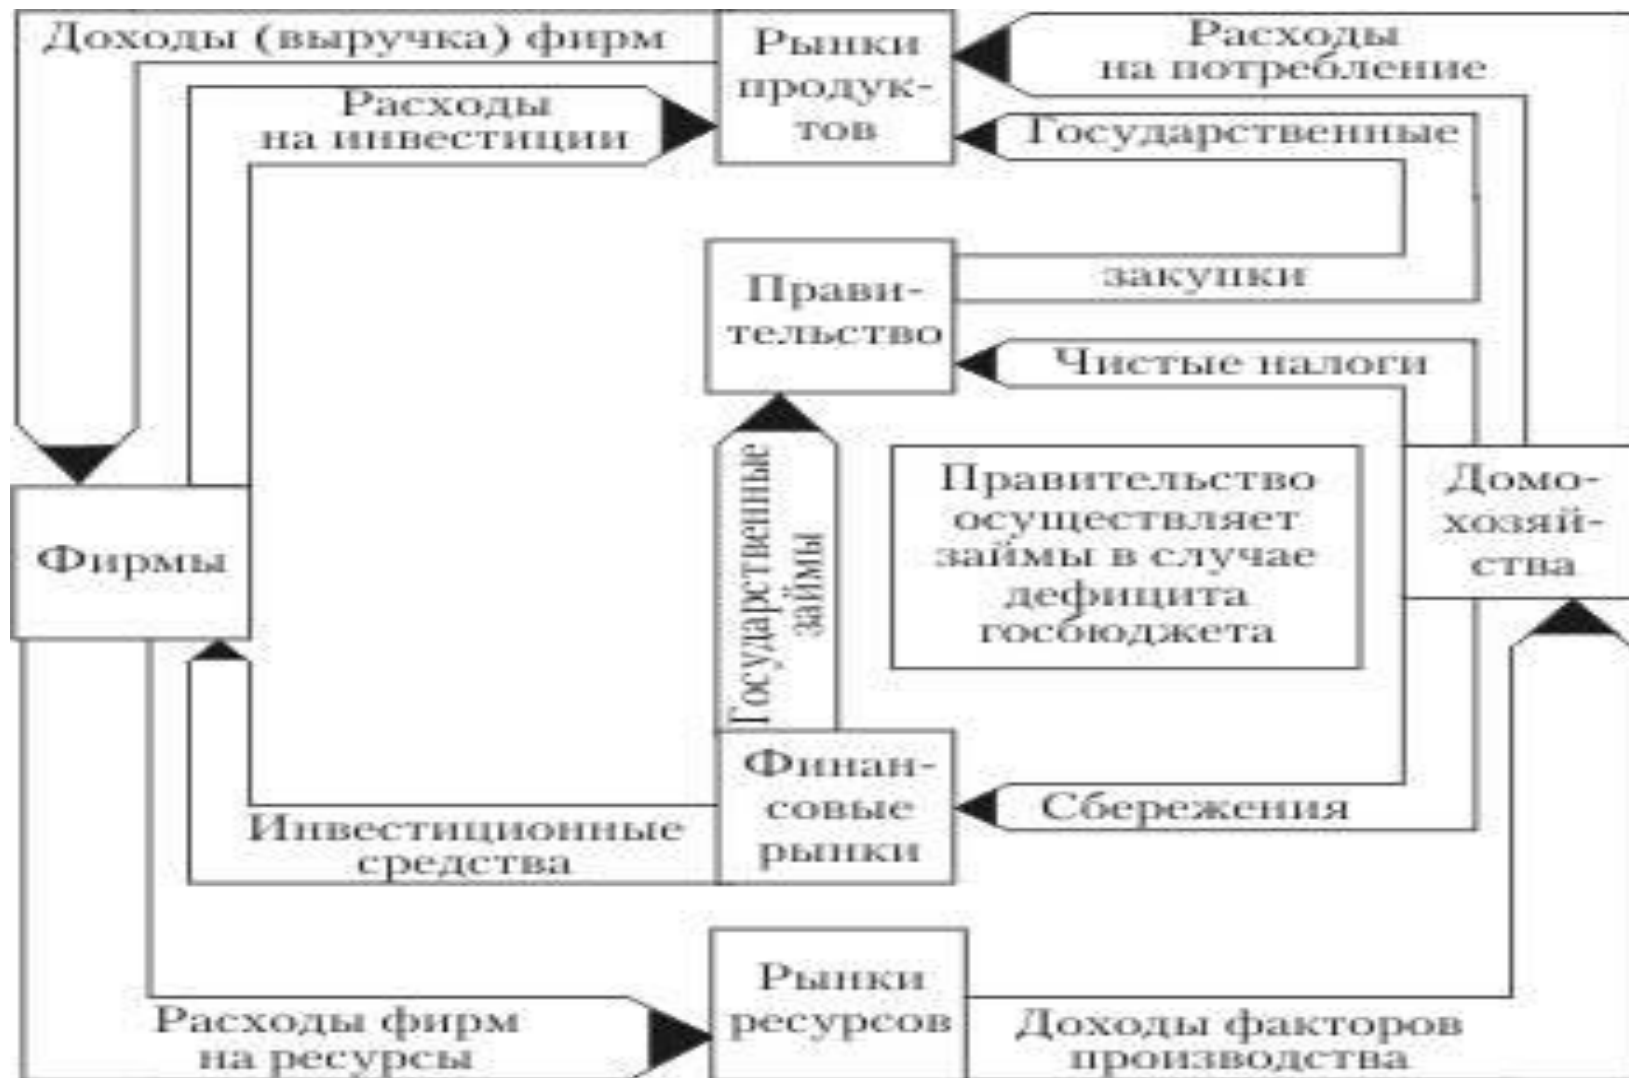 Доходы (выручка) фирм
Рынки
продук-
тов
Расходы
на потребление
Расходы
на инвестиции
Государственные
закупки
Прави-
тельство
Чистые налоги
Государственные
займы
Правительство
осуществляет
займы в случае
дефицита
госбюджета
Домо-
хозяй-
ства
Фирмы
Финан-
совые
рынки
Сбережения
Инвестиционные
средства
Рынки
ресурсов
Расходы фирм
на ресурсы
Доходы факторов
производства